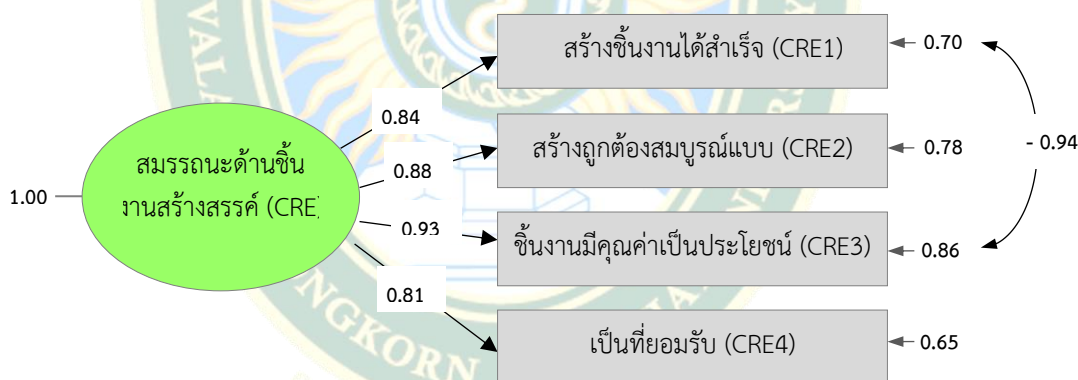 สร้างชิ้นงานได้สำเร็จ (CRE1)
0.70
0.84
สมรรถนะด้านชิ้น
งานสร้างสรรค์ (CRE)
1.00
สร้างถูกต้องสมบูรณ์แบบ (CRE2)
0.78
- 0.94
0.88
ชิ้นงานมีคุณค่าเป็นประโยชน์ (CRE3)
0.86
0.93
0.81
เป็นที่ยอมรับ (CRE4)
0.65
VALA
NGKORN